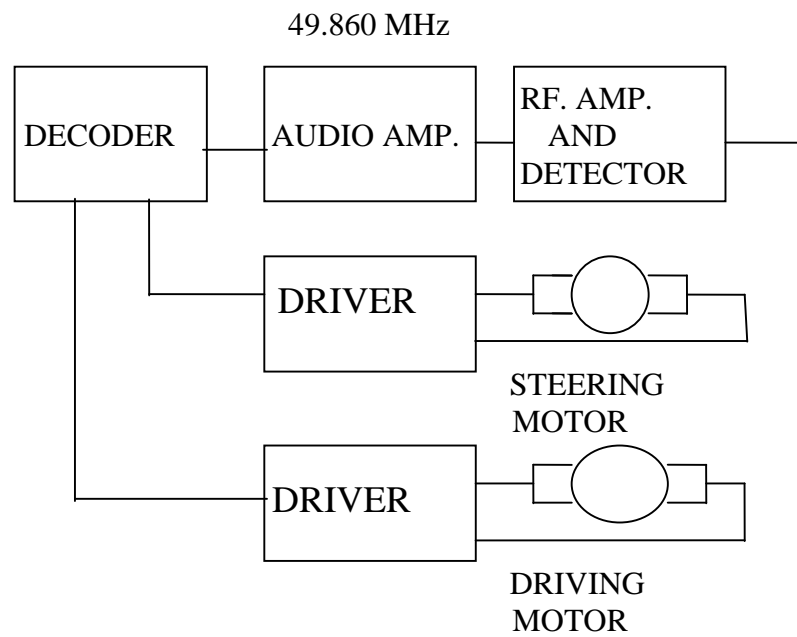 49.860 MHz
DECODER
AUDIO AMP.
RF. AMP.
AND
DETECTOR
DRIVER
STEERING
MOTOR
DRIVER
DRIVING
MOTOR